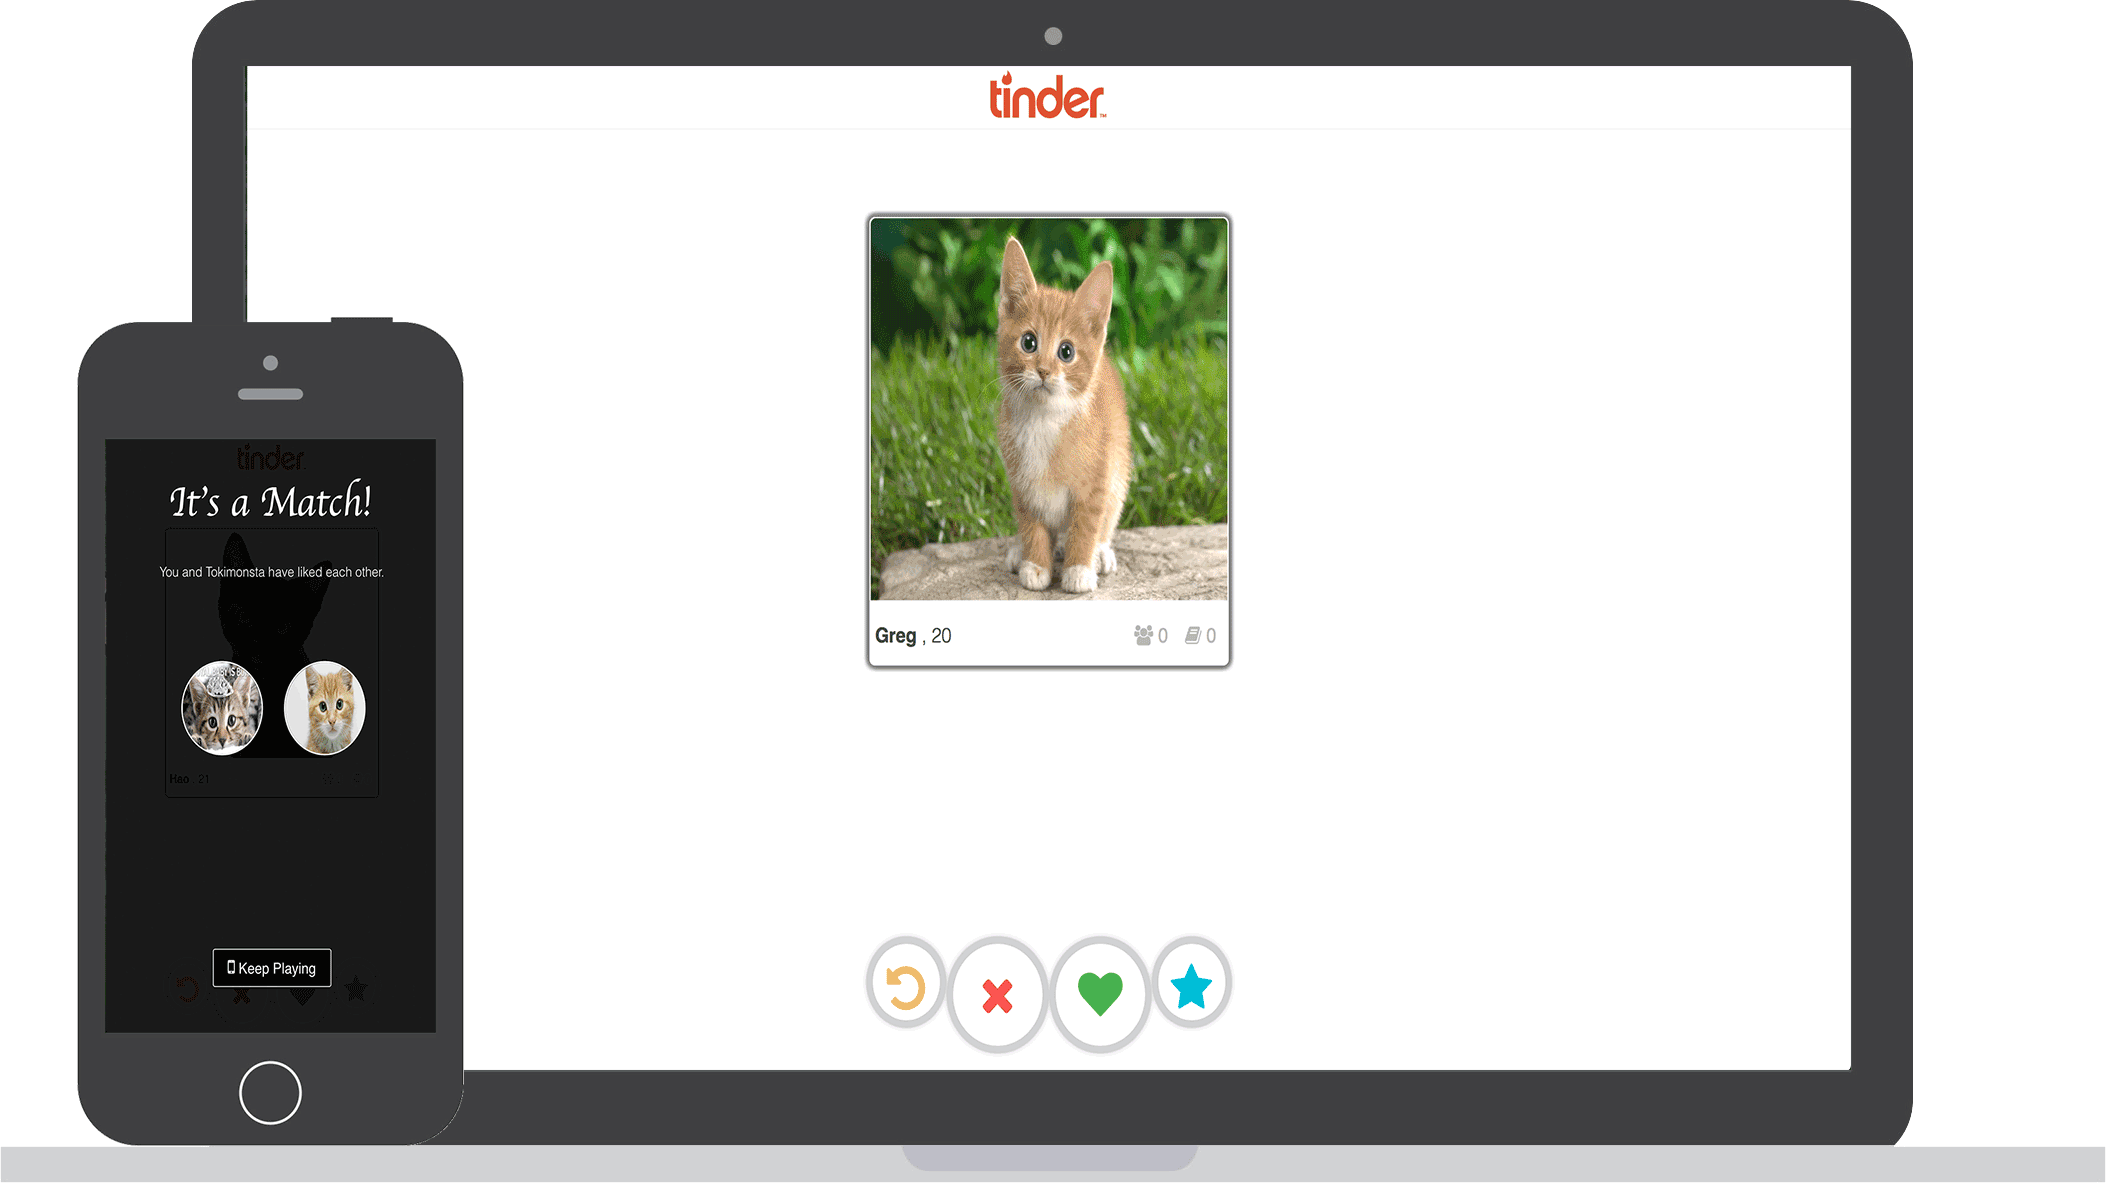 tinder
TM
Greg , 20
0 0
tinder
It's a Match!
You and Tokimonsta have liked each other.
Hao , 21
Keep Playing